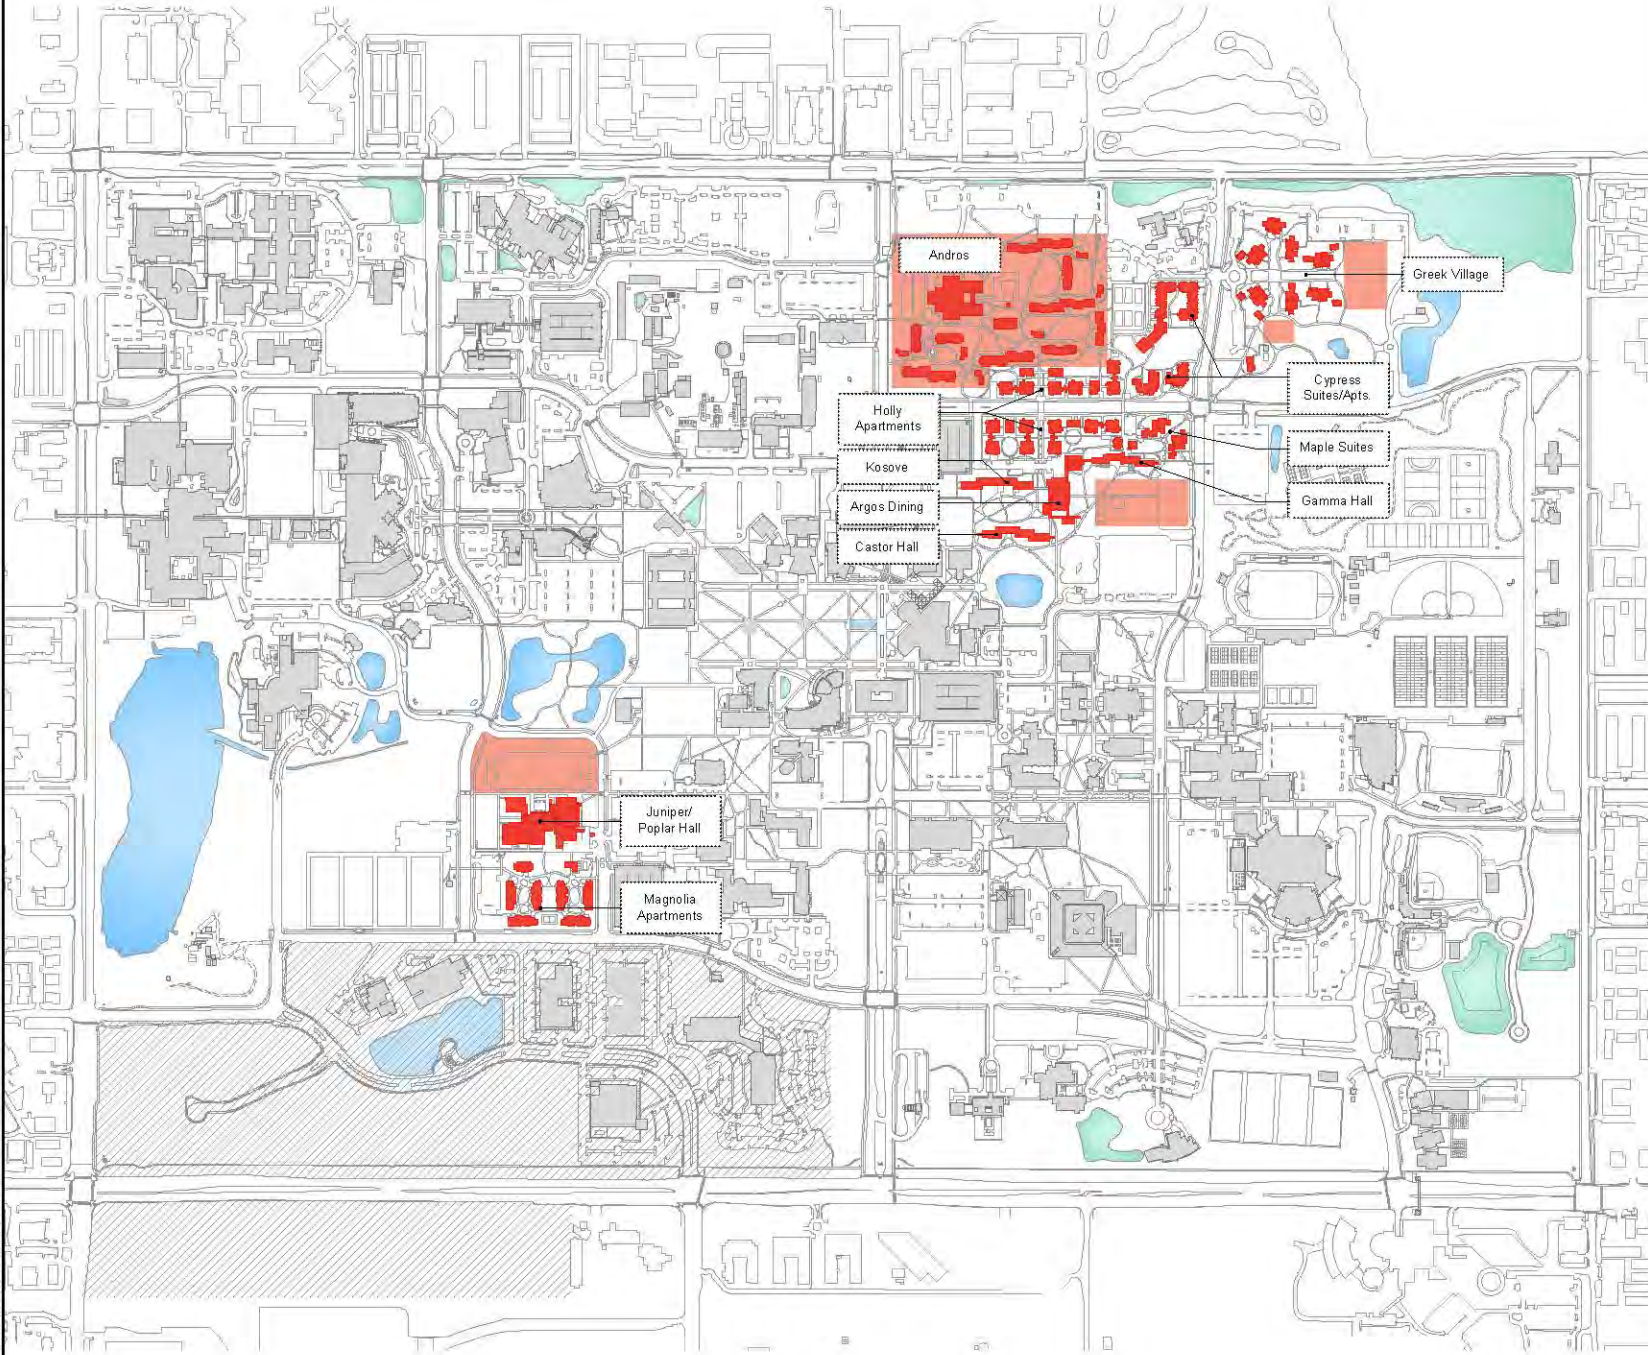 Andros
Greek Village
Cypress
Suites/Apts.
Holly
Apartments
Maple Suites
Kosove
Gamma Hall
Argos Dining
Castor Hall
Juniper/
Poplar Hall
Magnolia
Apartments